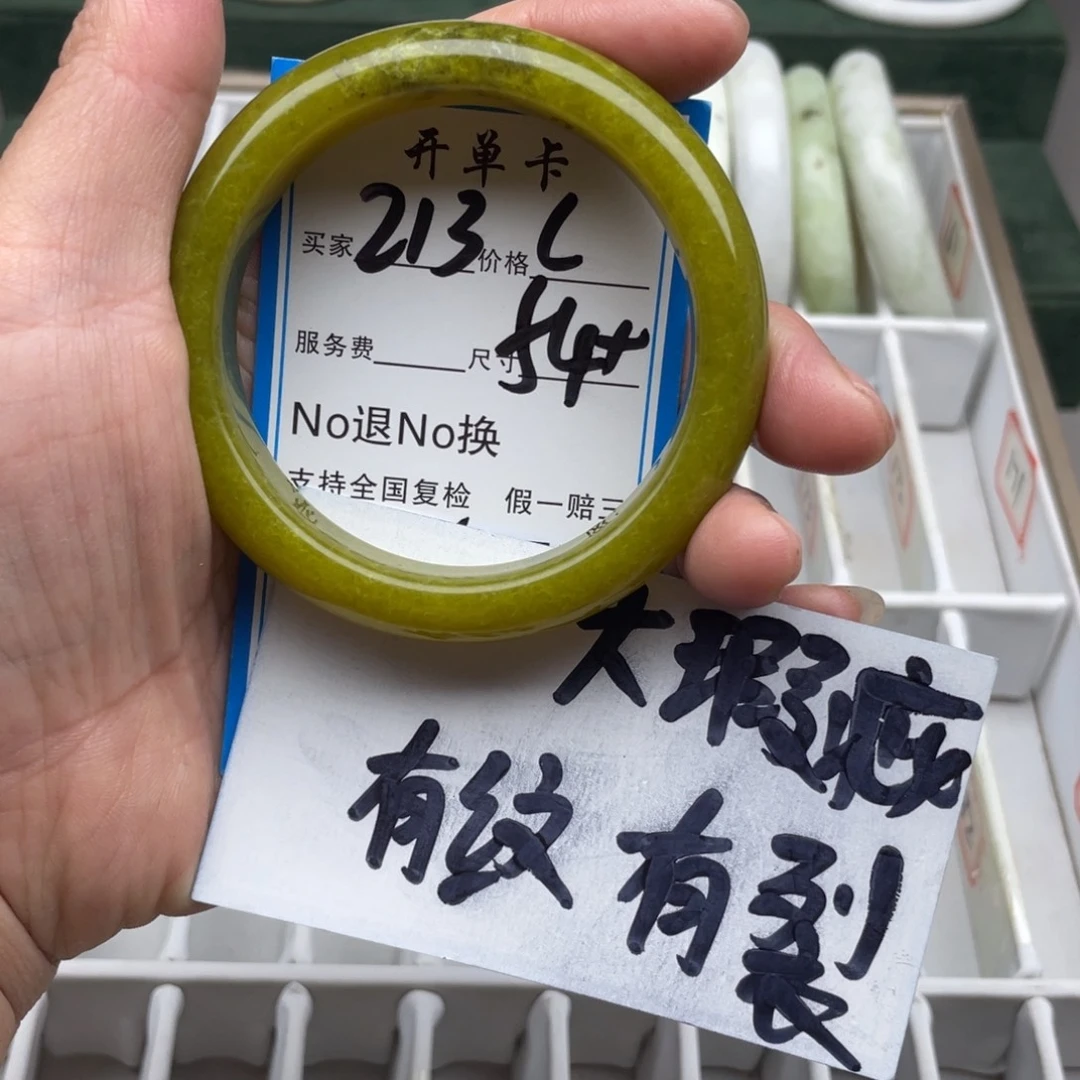 开单卡
买家 213 价格 L
服务费 尺寸 54+
No退No换
支持全国复检 假一赔三
大瑕疵
有纹 有裂